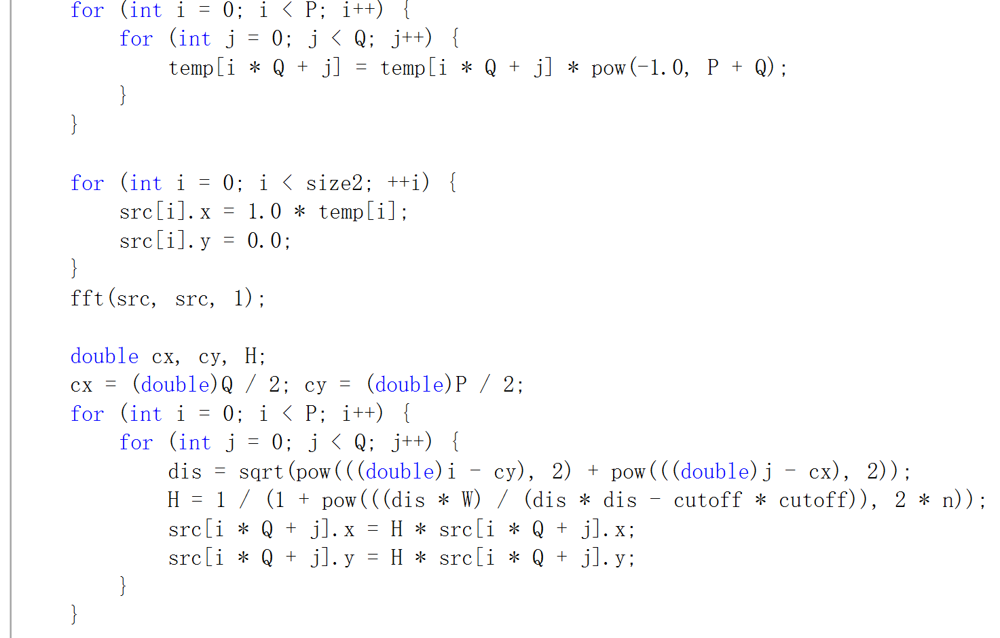 for (int i = 0; i < P; i++) {
for (int j = 0; j < Q; j++) {
temp[i * Q + j] = temp[i * Q + j] * pow(-1.0, P + Q);
}
}
for (int i = 0; i < size2; ++i) {
src[i].x = 1.0 * temp[i];
src[i].y = 0.0;
}
fft(src, src, 1);
double cx, cy, H;
cx = (double)Q / 2; cy = (double)P / 2;
for (int i = 0; i < P; i++) {
for (int j = 0; j < Q; j++) {
dis = sqrt(pow(((double)i - cy), 2) + pow(((double)j - cx), 2));
H = 1 / (1 + pow(((dis * W) / (dis * dis - cutoff * cutoff)), 2 * n));
src[i * Q + j].x = H * src[i * Q + j].x;
src[i * Q + j].y = H * src[i * Q + j].y;
}
}